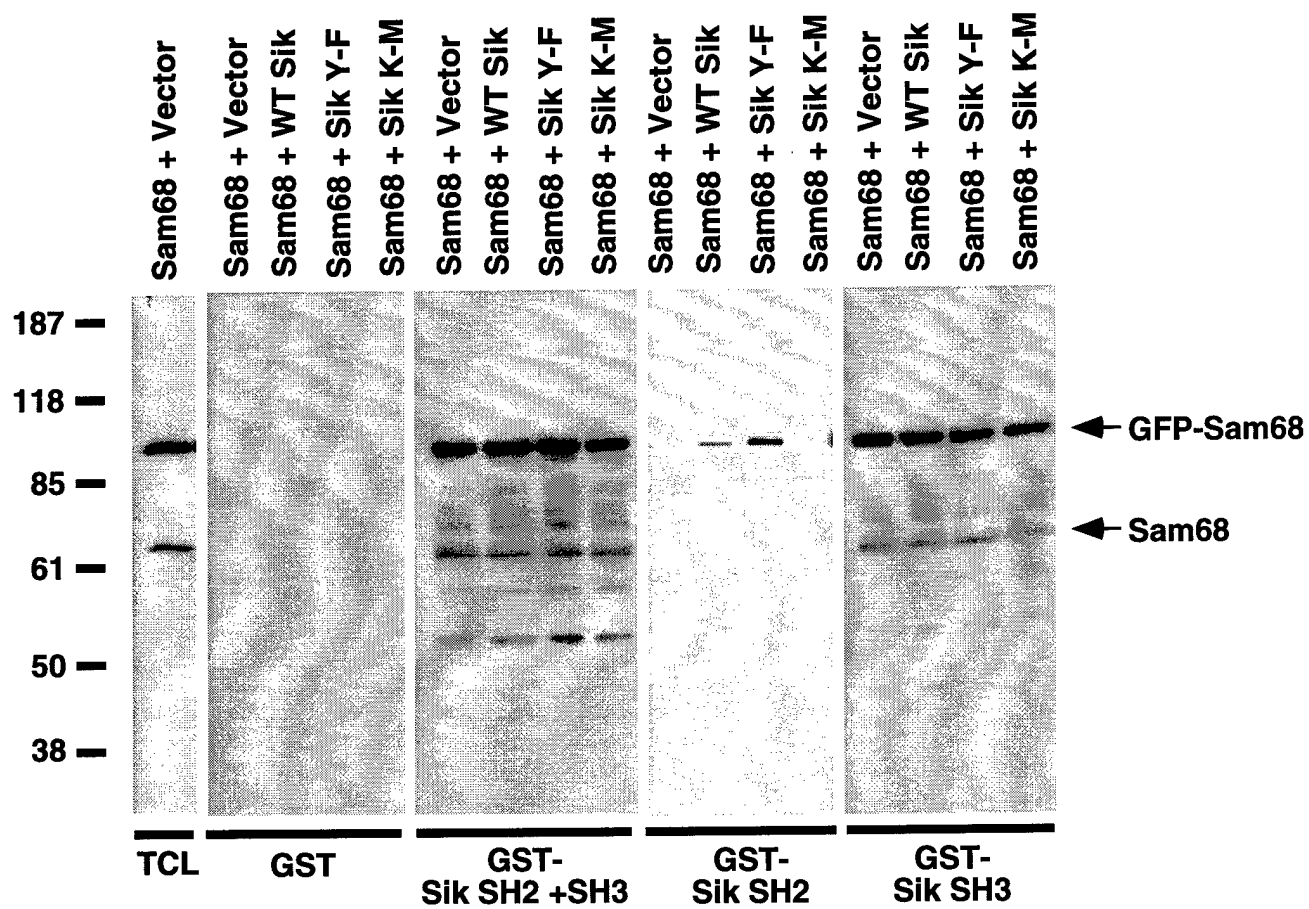 Sam68 + Vector
Sam68 + Vector
Sam68 + WT Sik
Sam68 + Sik Y-F
Sam68 + Sik K-M
Sam68 + Vector
Sam68 + WT Sik
Sam68 + Sik Y-F
Sam68 + Sik K-M
Sam68 + Vector
Sam68 + WT Sik
Sam68 + Sik Y-F
Sam68 + Sik K-M
Sam68 + Vector
Sam68 + WT Sik
Sam68 + Sik Y-F
Sam68 + Sik K-M
187
118
85
61
50
38
GFP-Sam68
Sam68
TCL
GST
GST-
Sik SH2 +SH3
GST-
Sik SH2
GST-
Sik SH3